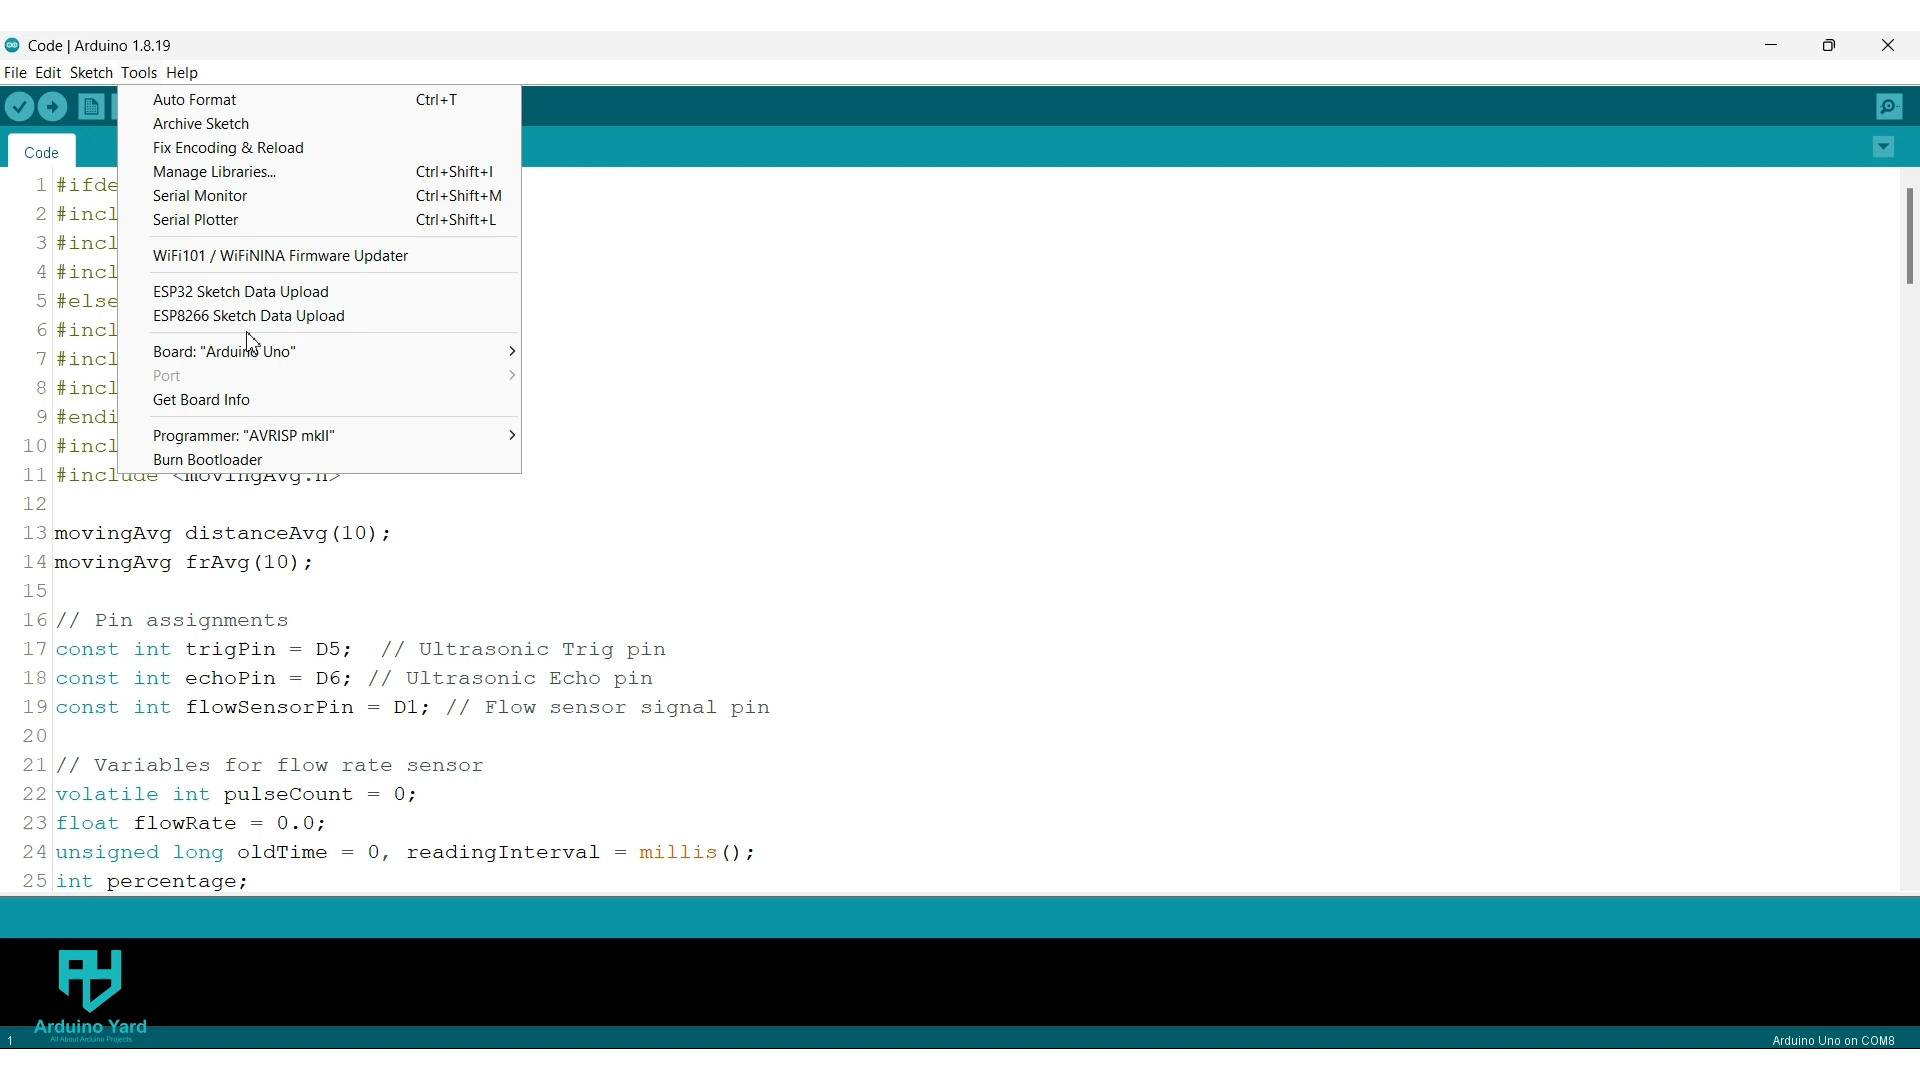 Code | Arduino 1.8.19
File Edit Sketch Tools Help
Auto Format Ctrl+T
Archive Sketch
Fix Encoding & Reload
Manage Libraries... Ctrl+Shift+I
Serial Monitor Ctrl+Shift+M
Serial Plotter Ctrl+Shift+L
WiFi101 / WiFiNINA Firmware Updater
ESP32 Sketch Data Upload
ESP8266 Sketch Data Upload
Board: "Arduino Uno"
Port
Get Board Info
Programmer: "AVRISP mkII"
Burn Bootloader
Code
1 #ifde
2 #incl
3 #incl
4 #incl
5 #else
6 #incl
7 #incl
8 #incl
9 #endi
10 #incl
11 #include <movingAvg.h>
12
13 movingAvg distanceAvg(10);
14 movingAvg frAvg(10);
15
16 // Pin assignments
17 const int trigPin = D5; // Ultrasonic Trig pin
18 const int echoPin = D6; // Ultrasonic Echo pin
19 const int flowSensorPin = D1; // Flow sensor signal pin
20
21 // Variables for flow rate sensor
22 volatile int pulseCount = 0;
23 float flowRate = 0.0;
24 unsigned long oldTime = 0, readingInterval = millis();
25 int percentage;
Arduino Yard
All About Arduino Projects
1
Arduino Uno on COM8